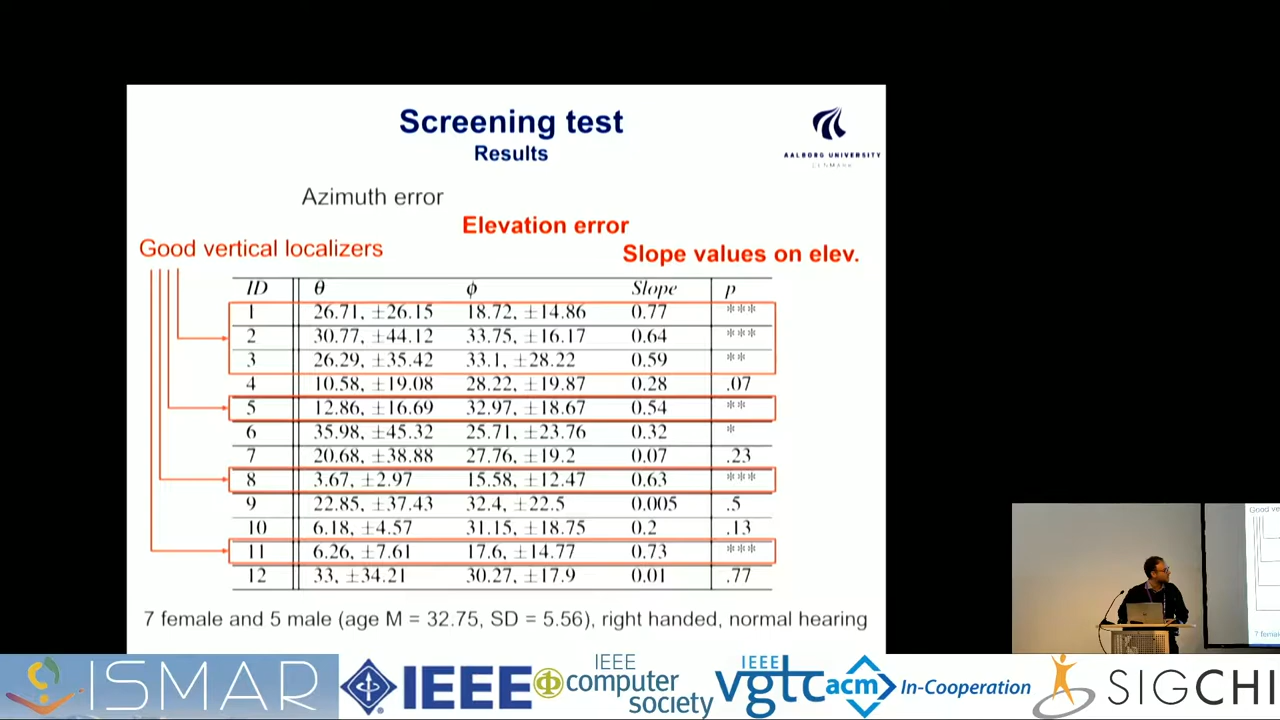 Screening test
Results
AALBORG UNIVERSITY
DENMARK
Azimuth error
Elevation error
Good vertical localizers
Slope values on elev.
ID θ ϕ Slope p
1 26.71, ±26.15 18.72, ±14.86 0.77 ***
2 30.77, ±44.12 33.75, ±16.17 0.64 ***
3 26.29, ±35.42 33.1, ±28.22 0.59 **
4 10.58, ±19.08 28.22, ±19.87 0.28 .07
5 12.86, ±16.69 32.97, ±18.67 0.54 **
6 35.98, ±45.32 25.71, ±23.76 0.32 *
7 20.68, ±38.88 27.76, ±19.2 0.07 .23
8 3.67, ±2.97 15.58, ±12.47 0.63 ***
9 22.85, ±37.43 32.4, ±22.5 0.005 .5
10 6.18, ±4.57 31.15, ±18.75 0.2 .13
11 6.26, ±7.61 17.6, ±14.77 0.73 ***
12 33, ±34.21 30.27, ±17.9 0.01 .77
7 female and 5 male (age M = 32.75, SD = 5.56), right handed, normal hearing
Good ve
7 fema
ISMAR
IEEE
IEEE
computer
society
IEEE
vgtc
acm
In-Cooperation
SIGCHI